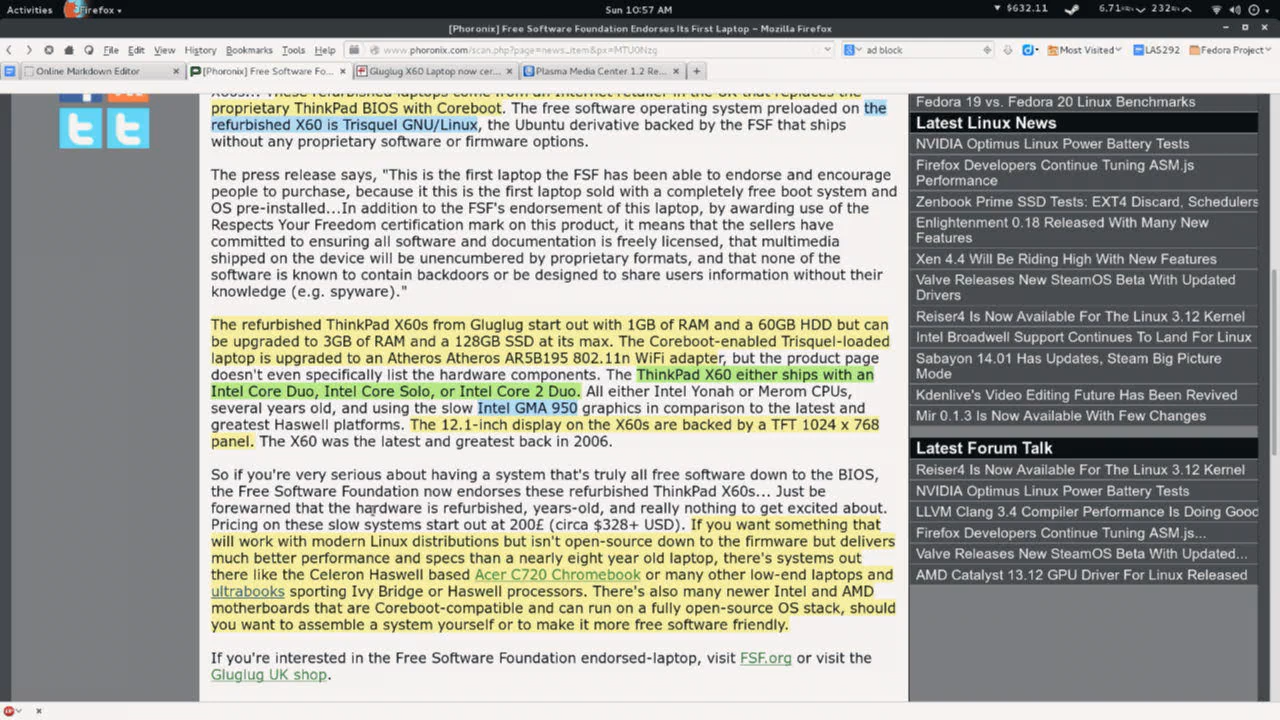 Activities
Firefox
Sun 10:57 AM
$632.11
6.71
232
[Phoronix] Free Software Foundation Endorses Its First Laptop - Mozilla Firefox
File Edit View History Bookmarks Tools Help
www.phoronix.com/scan.php?page=news_item&px=MTU0Nzg
ad block
Most Visited
LAS292
Fedora Project
Online Markdown Editor
[Phoronix] Free Software Fo...
Gluglug X60 Laptop now cer...
Plasma Media Center 1.2 Re...
proprietary ThinkPad BIOS with Coreboot. The free software operating system preloaded on the
refurbished X60 is Trisquel GNU/Linux, the Ubuntu derivative backed by the FSF that ships
without any proprietary software or firmware options.
The press release says, "This is the first laptop the FSF has been able to endorse and encourage
people to purchase, because it this is the first laptop sold with a completely free boot system and
OS pre-installed...In addition to the FSF's endorsement of this laptop, by awarding use of the
Respects Your Freedom certification mark on this product, it means that the sellers have
committed to ensuring all software and documentation is freely licensed, that multimedia
shipped on the device will be unencumbered by proprietary formats, and that none of the
software is known to contain backdoors or be designed to share users information without their
knowledge (e.g. spyware)."
The refurbished ThinkPad X60s from Gluglug start out with 1GB of RAM and a 60GB HDD but can
be upgraded to 3GB of RAM and a 128GB SSD at its max. The Coreboot-enabled Trisquel-loaded
laptop is upgraded to an Atheros Atheros AR5B195 802.11n WiFi adapter, but the product page
doesn't even specifically list the hardware components. The ThinkPad X60 either ships with an
Intel Core Duo, Intel Core Solo, or Intel Core 2 Duo. All either Intel Yonah or Merom CPUs,
several years old, and using the slow Intel GMA 950 graphics in comparison to the latest and
greatest Haswell platforms. The 12.1-inch display on the X60s are backed by a TFT 1024 x 768
panel. The X60 was the latest and greatest back in 2006.
So if you're very serious about having a system that's truly all free software down to the BIOS,
the Free Software Foundation now endorses these refurbished ThinkPad X60s... Just be
forewarned that the hardware is refurbished, years-old, and really nothing to get excited about.
Pricing on these slow systems start out at 200£ (circa $328+ USD). If you want something that
will work with modern Linux distributions but isn't open-source down to the firmware but delivers
much better performance and specs than a nearly eight year old laptop, there's systems out
there like the Celeron Haswell based Acer C720 Chromebook or many other low-end laptops and
ultrabooks sporting Ivy Bridge or Haswell processors. There's also many newer Intel and AMD
motherboards that are Coreboot-compatible and can run on a fully open-source OS stack, should
you want to assemble a system yourself or to make it more free software friendly.
If you're interested in the Free Software Foundation endorsed-laptop, visit FSF.org or visit the
Gluglug UK shop.
Fedora 19 vs. Fedora 20 Linux Benchmarks
Latest Linux News
NVIDIA Optimus Linux Power Battery Tests
Firefox Developers Continue Tuning ASM.js
Performance
Zenbook Prime SSD Tests: EXT4 Discard, Schedulers
Enlightenment 0.18 Released With Many New
Features
Xen 4.4 Will Be Riding High With New Features
Valve Releases New SteamOS Beta With Updated
Drivers
Reiser4 Is Now Available For The Linux 3.12 Kernel
Intel Broadwell Support Continues To Land For Linux
Sabayon 14.01 Has Updates, Steam Big Picture
Mode
Kdenlive's Video Editing Future Has Been Revived
Mir 0.1.3 Is Now Available With Few Changes
Latest Forum Talk
Reiser4 Is Now Available For The Linux 3.12 Kernel
NVIDIA Optimus Linux Power Battery Tests
LLVM Clang 3.4 Compiler Performance Is Doing Good
Firefox Developers Continue Tuning ASM.js...
Valve Releases New SteamOS Beta With Updated...
AMD Catalyst 13.12 GPU Driver For Linux Released